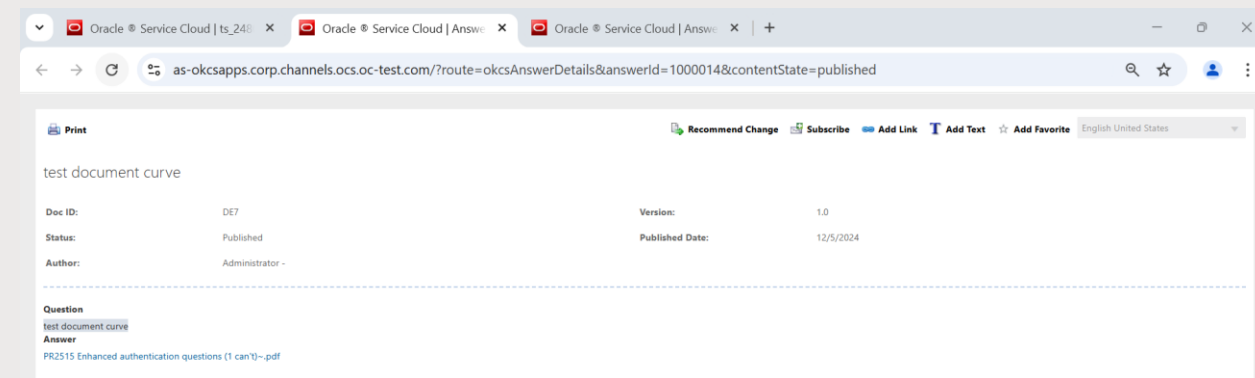 Oracle ® Service Cloud | ts_248 Oracle ® Service Cloud | Answe Oracle ® Service Cloud | Answe
as-okcsapps.corp.channels.ocs.oc-test.com/?route=okcsAnswerDetails&answerId=1000014&contentState=published
Print Recommend Change Subscribe Add Link Add Text Add Favorite English United States
test document curve
Doc ID: DE7 Version: 1.0
Status: Published Published Date: 12/5/2024
Author: Administrator -
Question
test document curve
Answer
PR2515 Enhanced authentication questions (1 can't)~.pdf